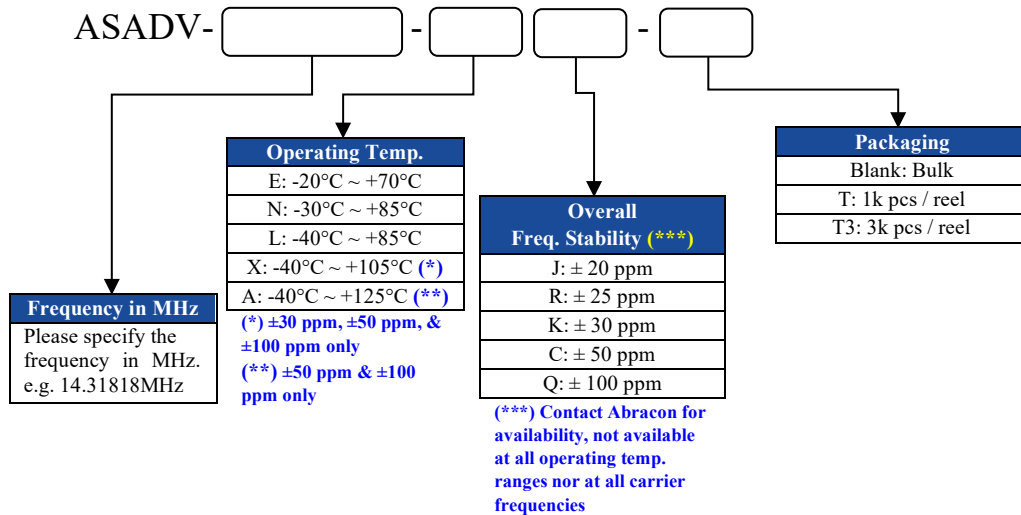 ASADV- - -
Frequency in MHz
Please specify the
frequency in MHz.
e.g. 14.31818MHz
Operating Temp.
E: -20°C ~ +70°C
N: -30°C ~ +85°C
L: -40°C ~ +85°C
X: -40°C ~ +105°C (*)
A: -40°C ~ +125°C (**)
(*) ±30 ppm, ±50 ppm, &
±100 ppm only
(**) ±50 ppm & ±100
ppm only
Overall
Freq. Stability (***)
J: ± 20 ppm
R: ± 25 ppm
K: ± 30 ppm
C: ± 50 ppm
Q: ± 100 ppm
(***) Contact Abracon for
availability, not available
at all operating temp.
ranges nor at all carrier
frequencies
Packaging
Blank: Bulk
T: 1k pcs / reel
T3: 3k pcs / reel